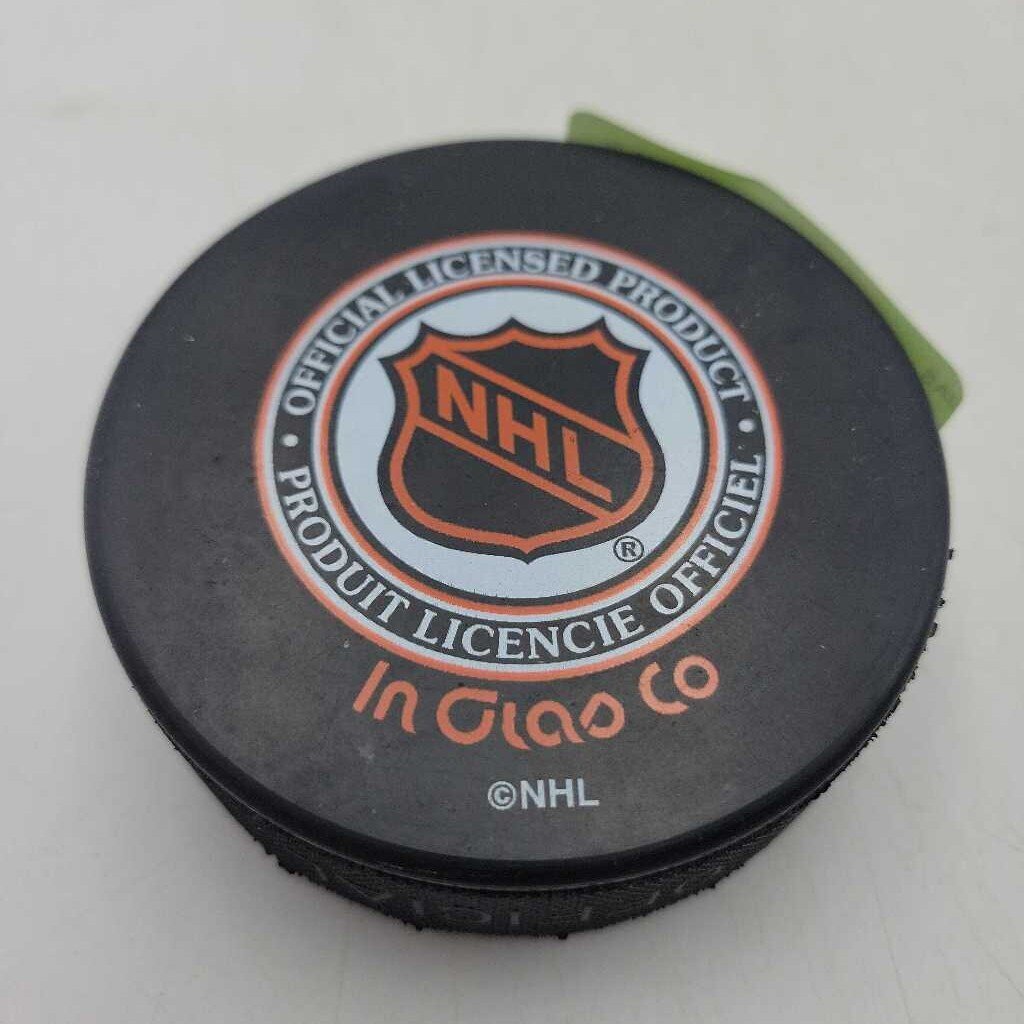 • OFFICIAL LICENSED PRODUCT •
NHL
®
PRODUIT LICENCIE OFFICIEL
In Glas Co
©NHL